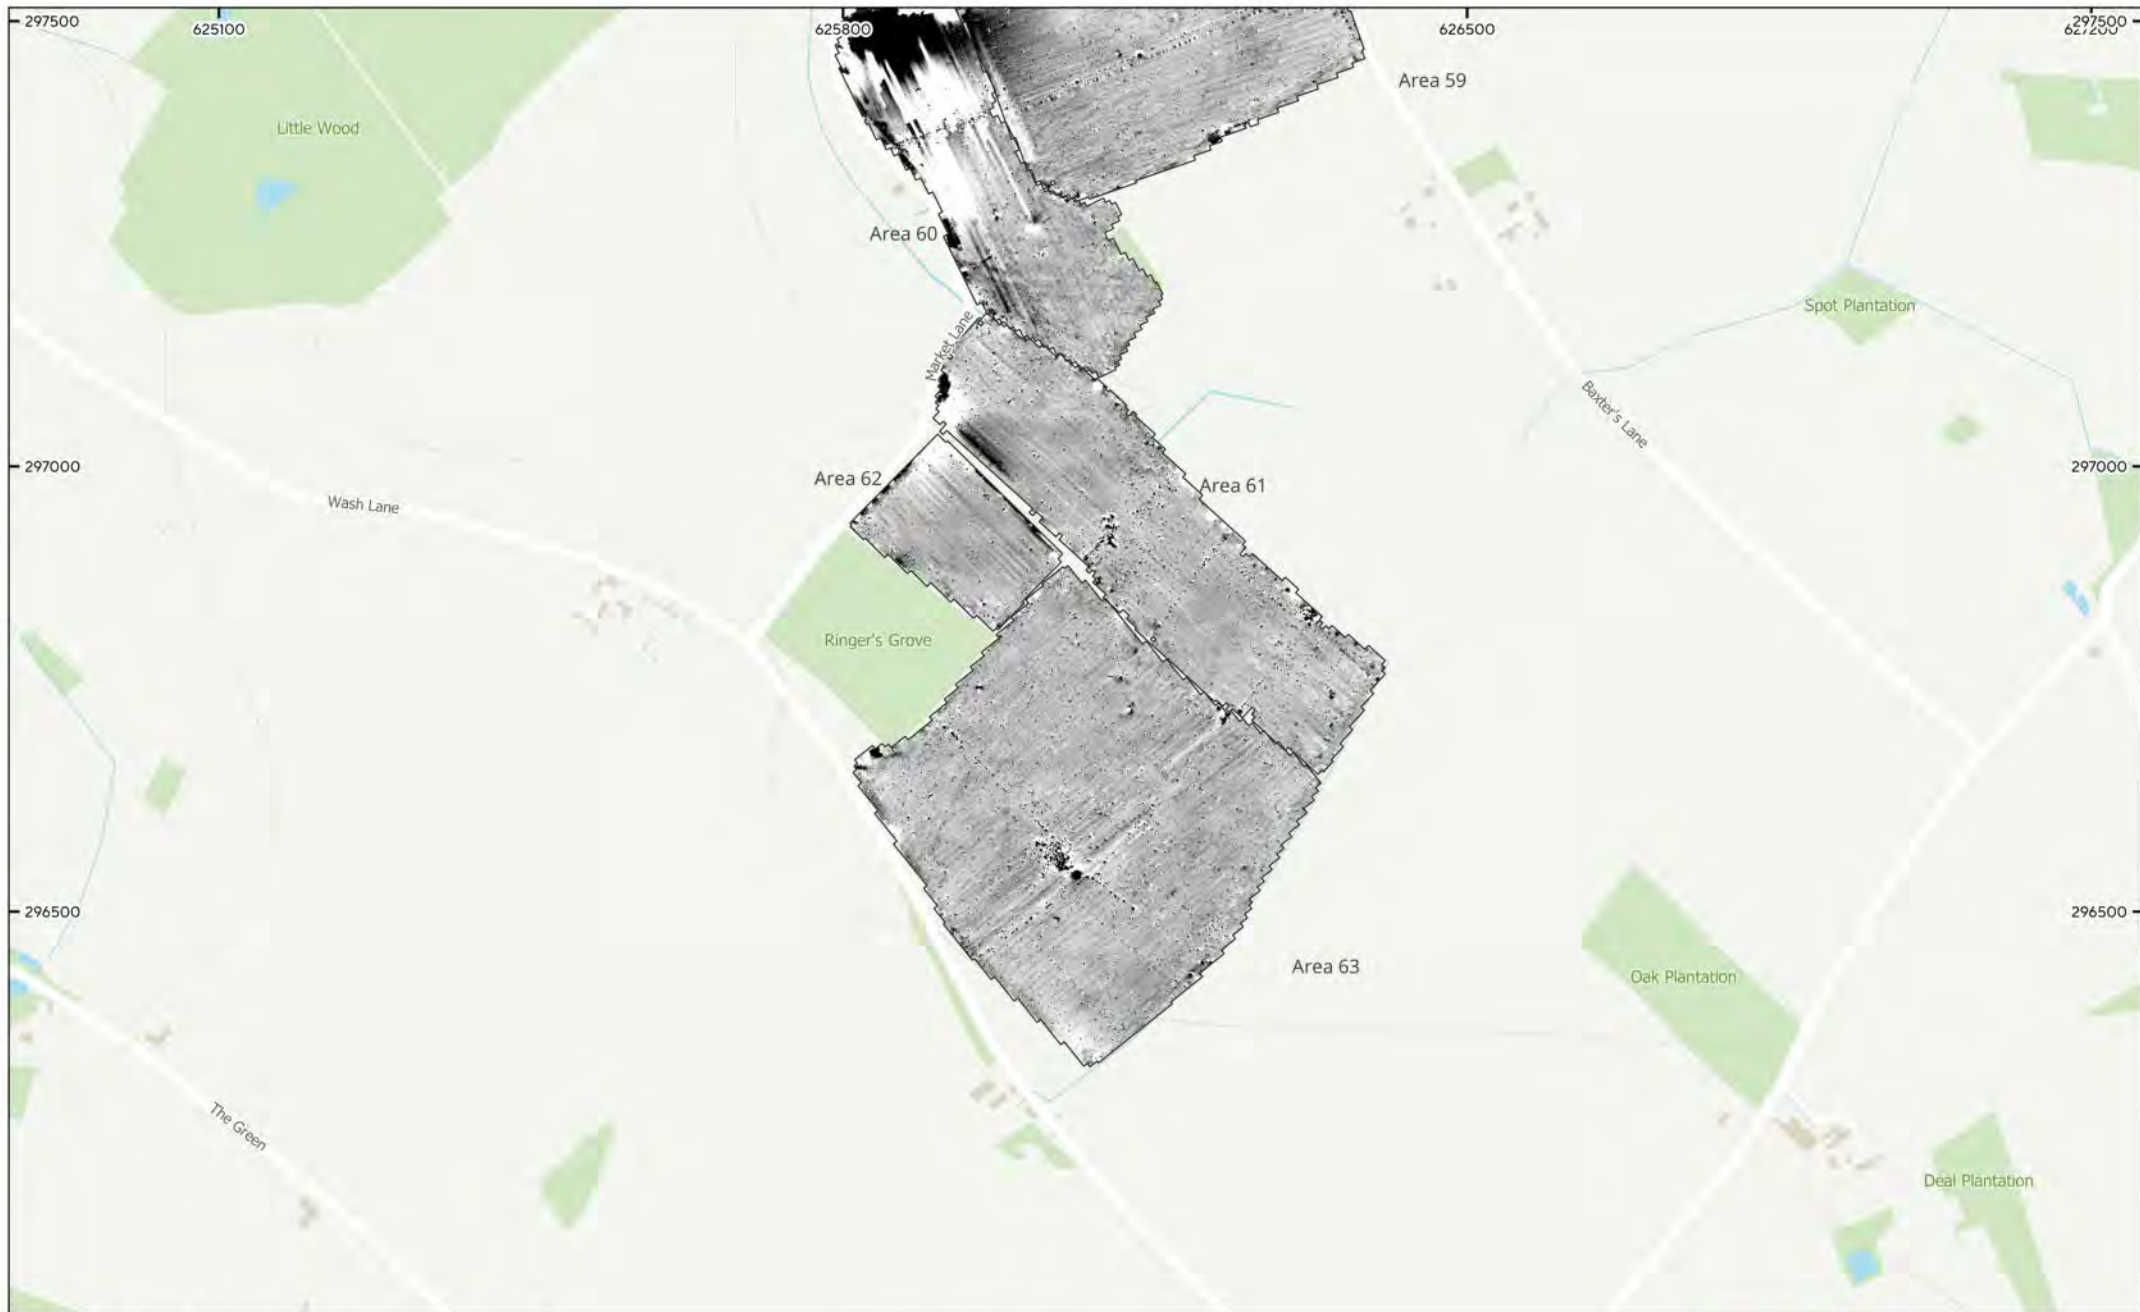 297500
625100
625800
626500
297500
627200
Area 59
Little Wood
Area 60
Spot Plantation
Market Lane
Baxter's Lane
297000
297000
Area 62
Area 61
Wash Lane
Ringer's Grove
296500
296500
Area 63
Oak Plantation
The Green
Deal Plantation